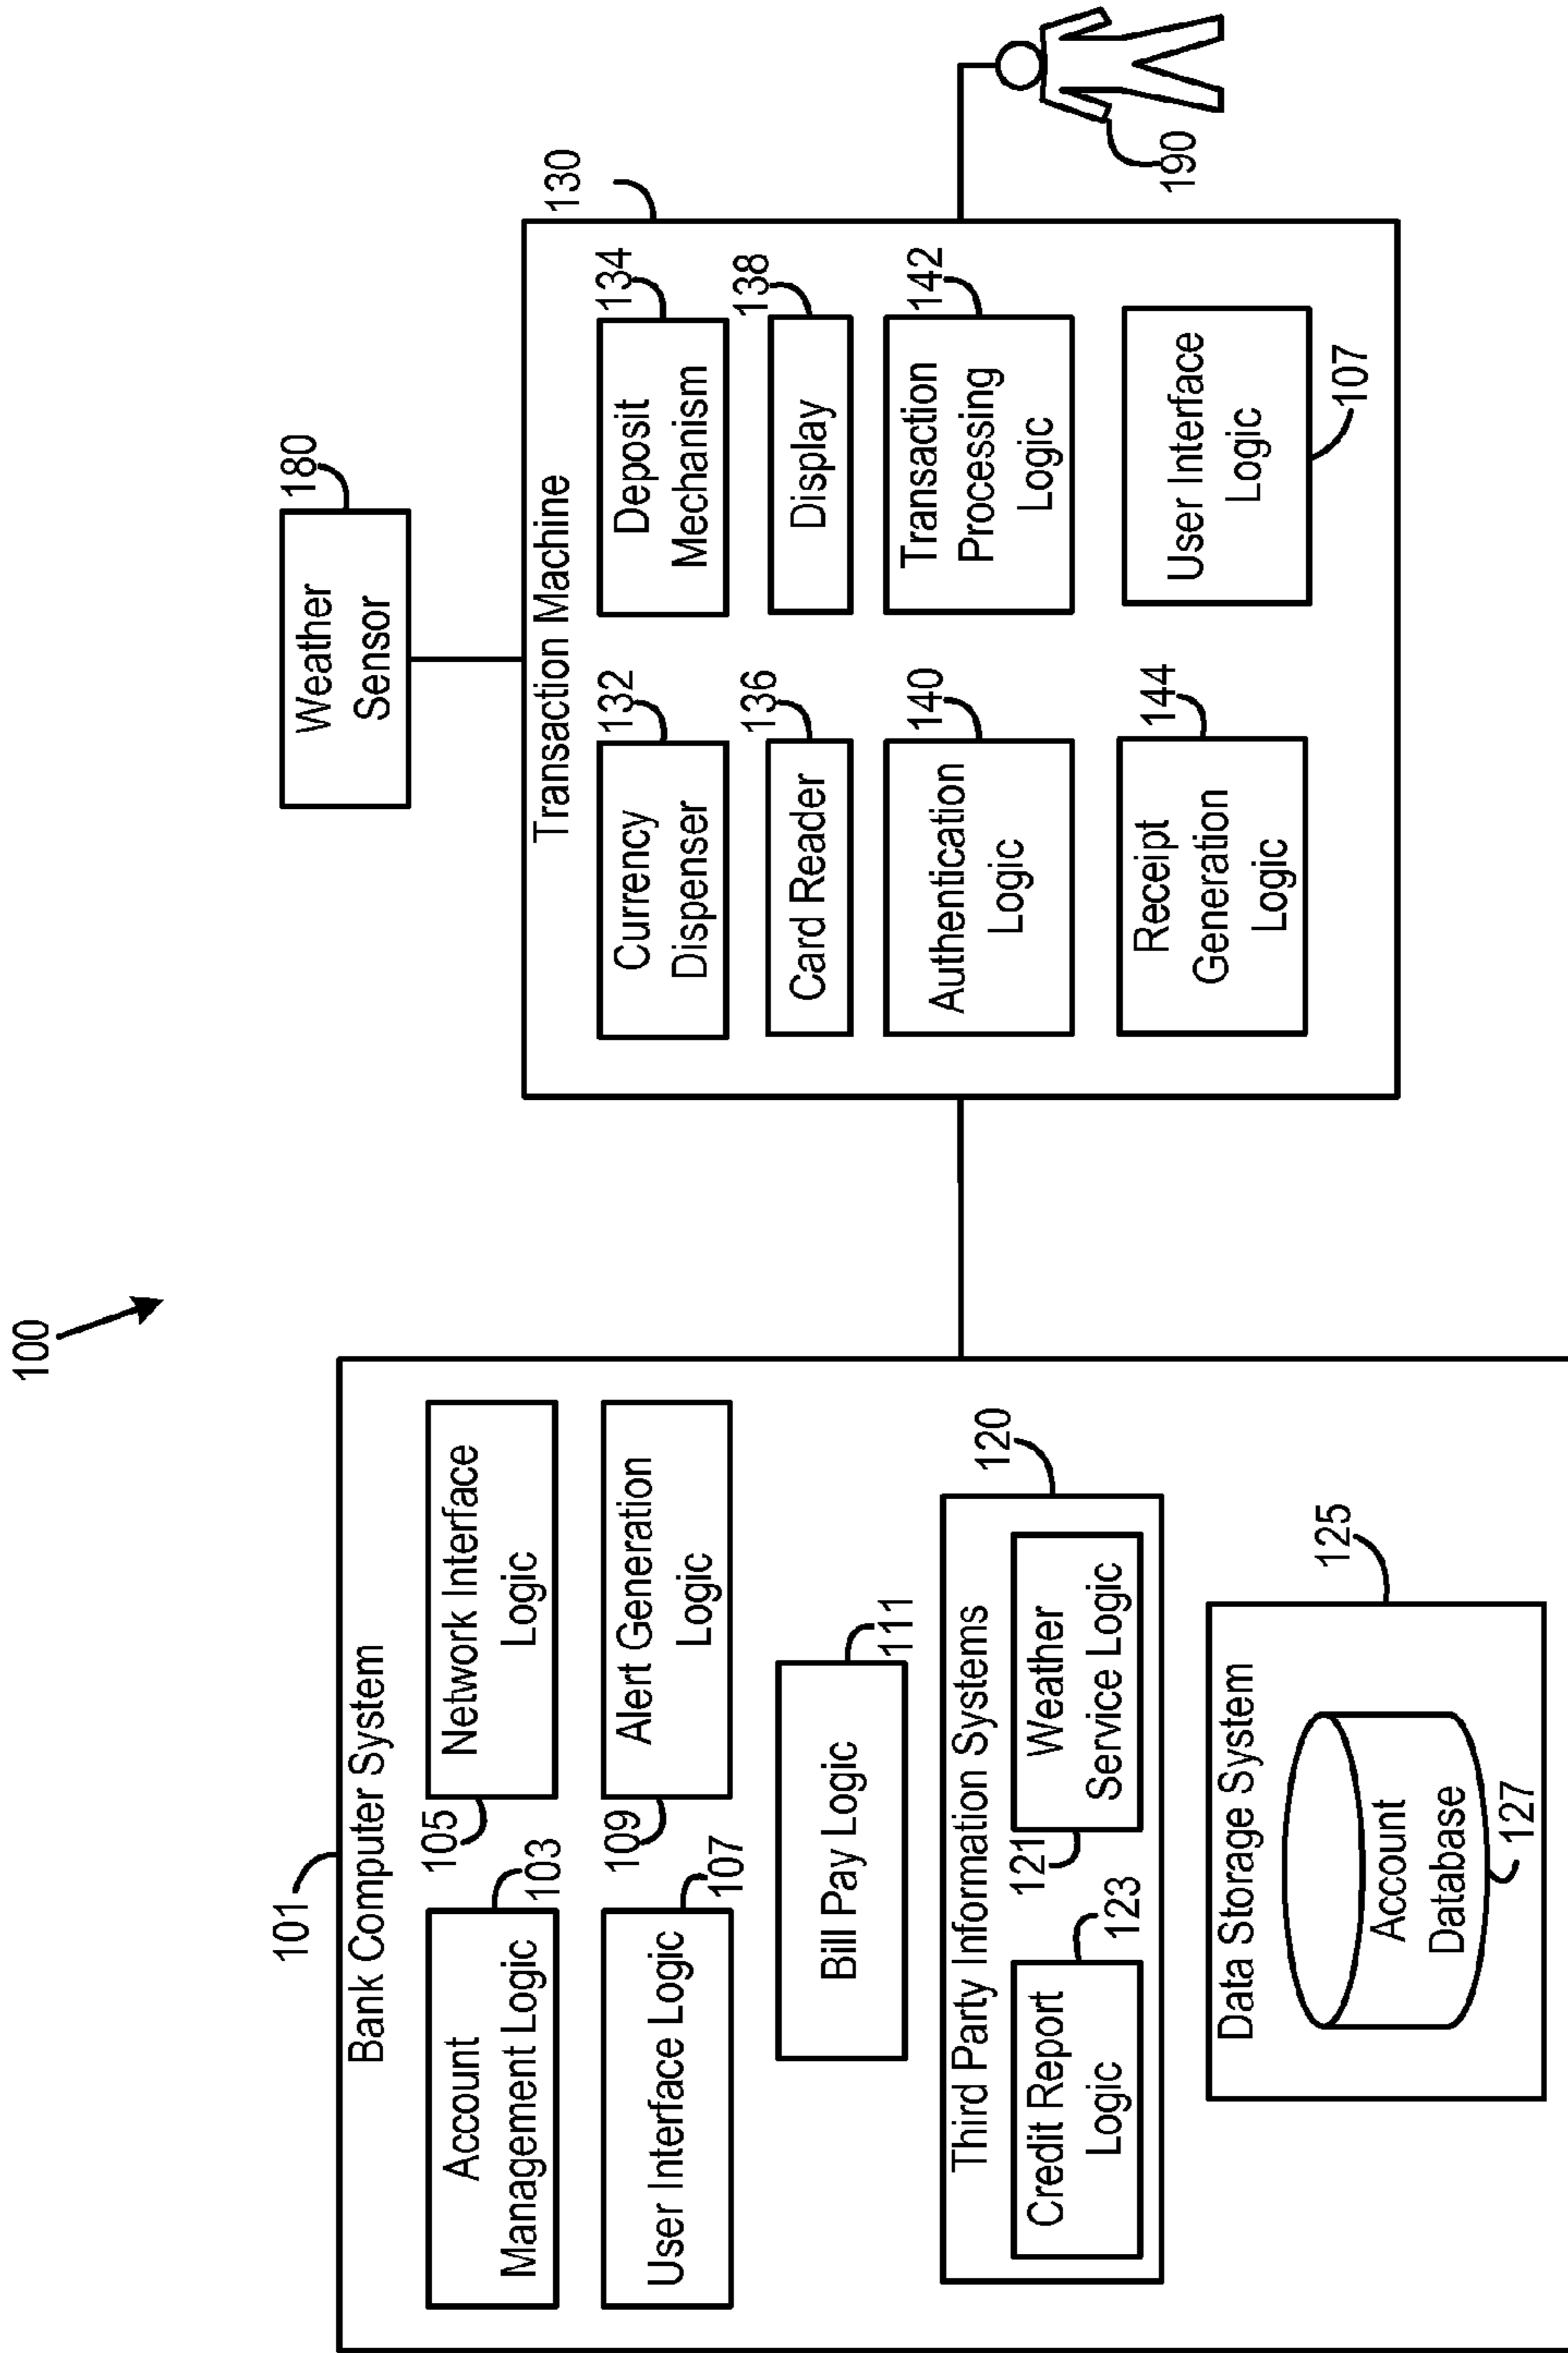 100
101
Bank Computer System
Account
Management Logic
103
Network Interface
Logic
105
User Interface Logic
107
Alert Generation
Logic
109
Bill Pay Logic
111
Third Party Information Systems
120
Credit Report
Logic
123
Weather
Service Logic
121
Data Storage System
125
Account
Database
127
Weather
Sensor
180
Transaction Machine
130
Currency
Dispenser
132
Deposit
Mechanism
134
Card Reader
136
Display
138
Authentication
Logic
140
Transaction
Processing
Logic
142
Receipt
Generation
Logic
144
User Interface
Logic
107
190